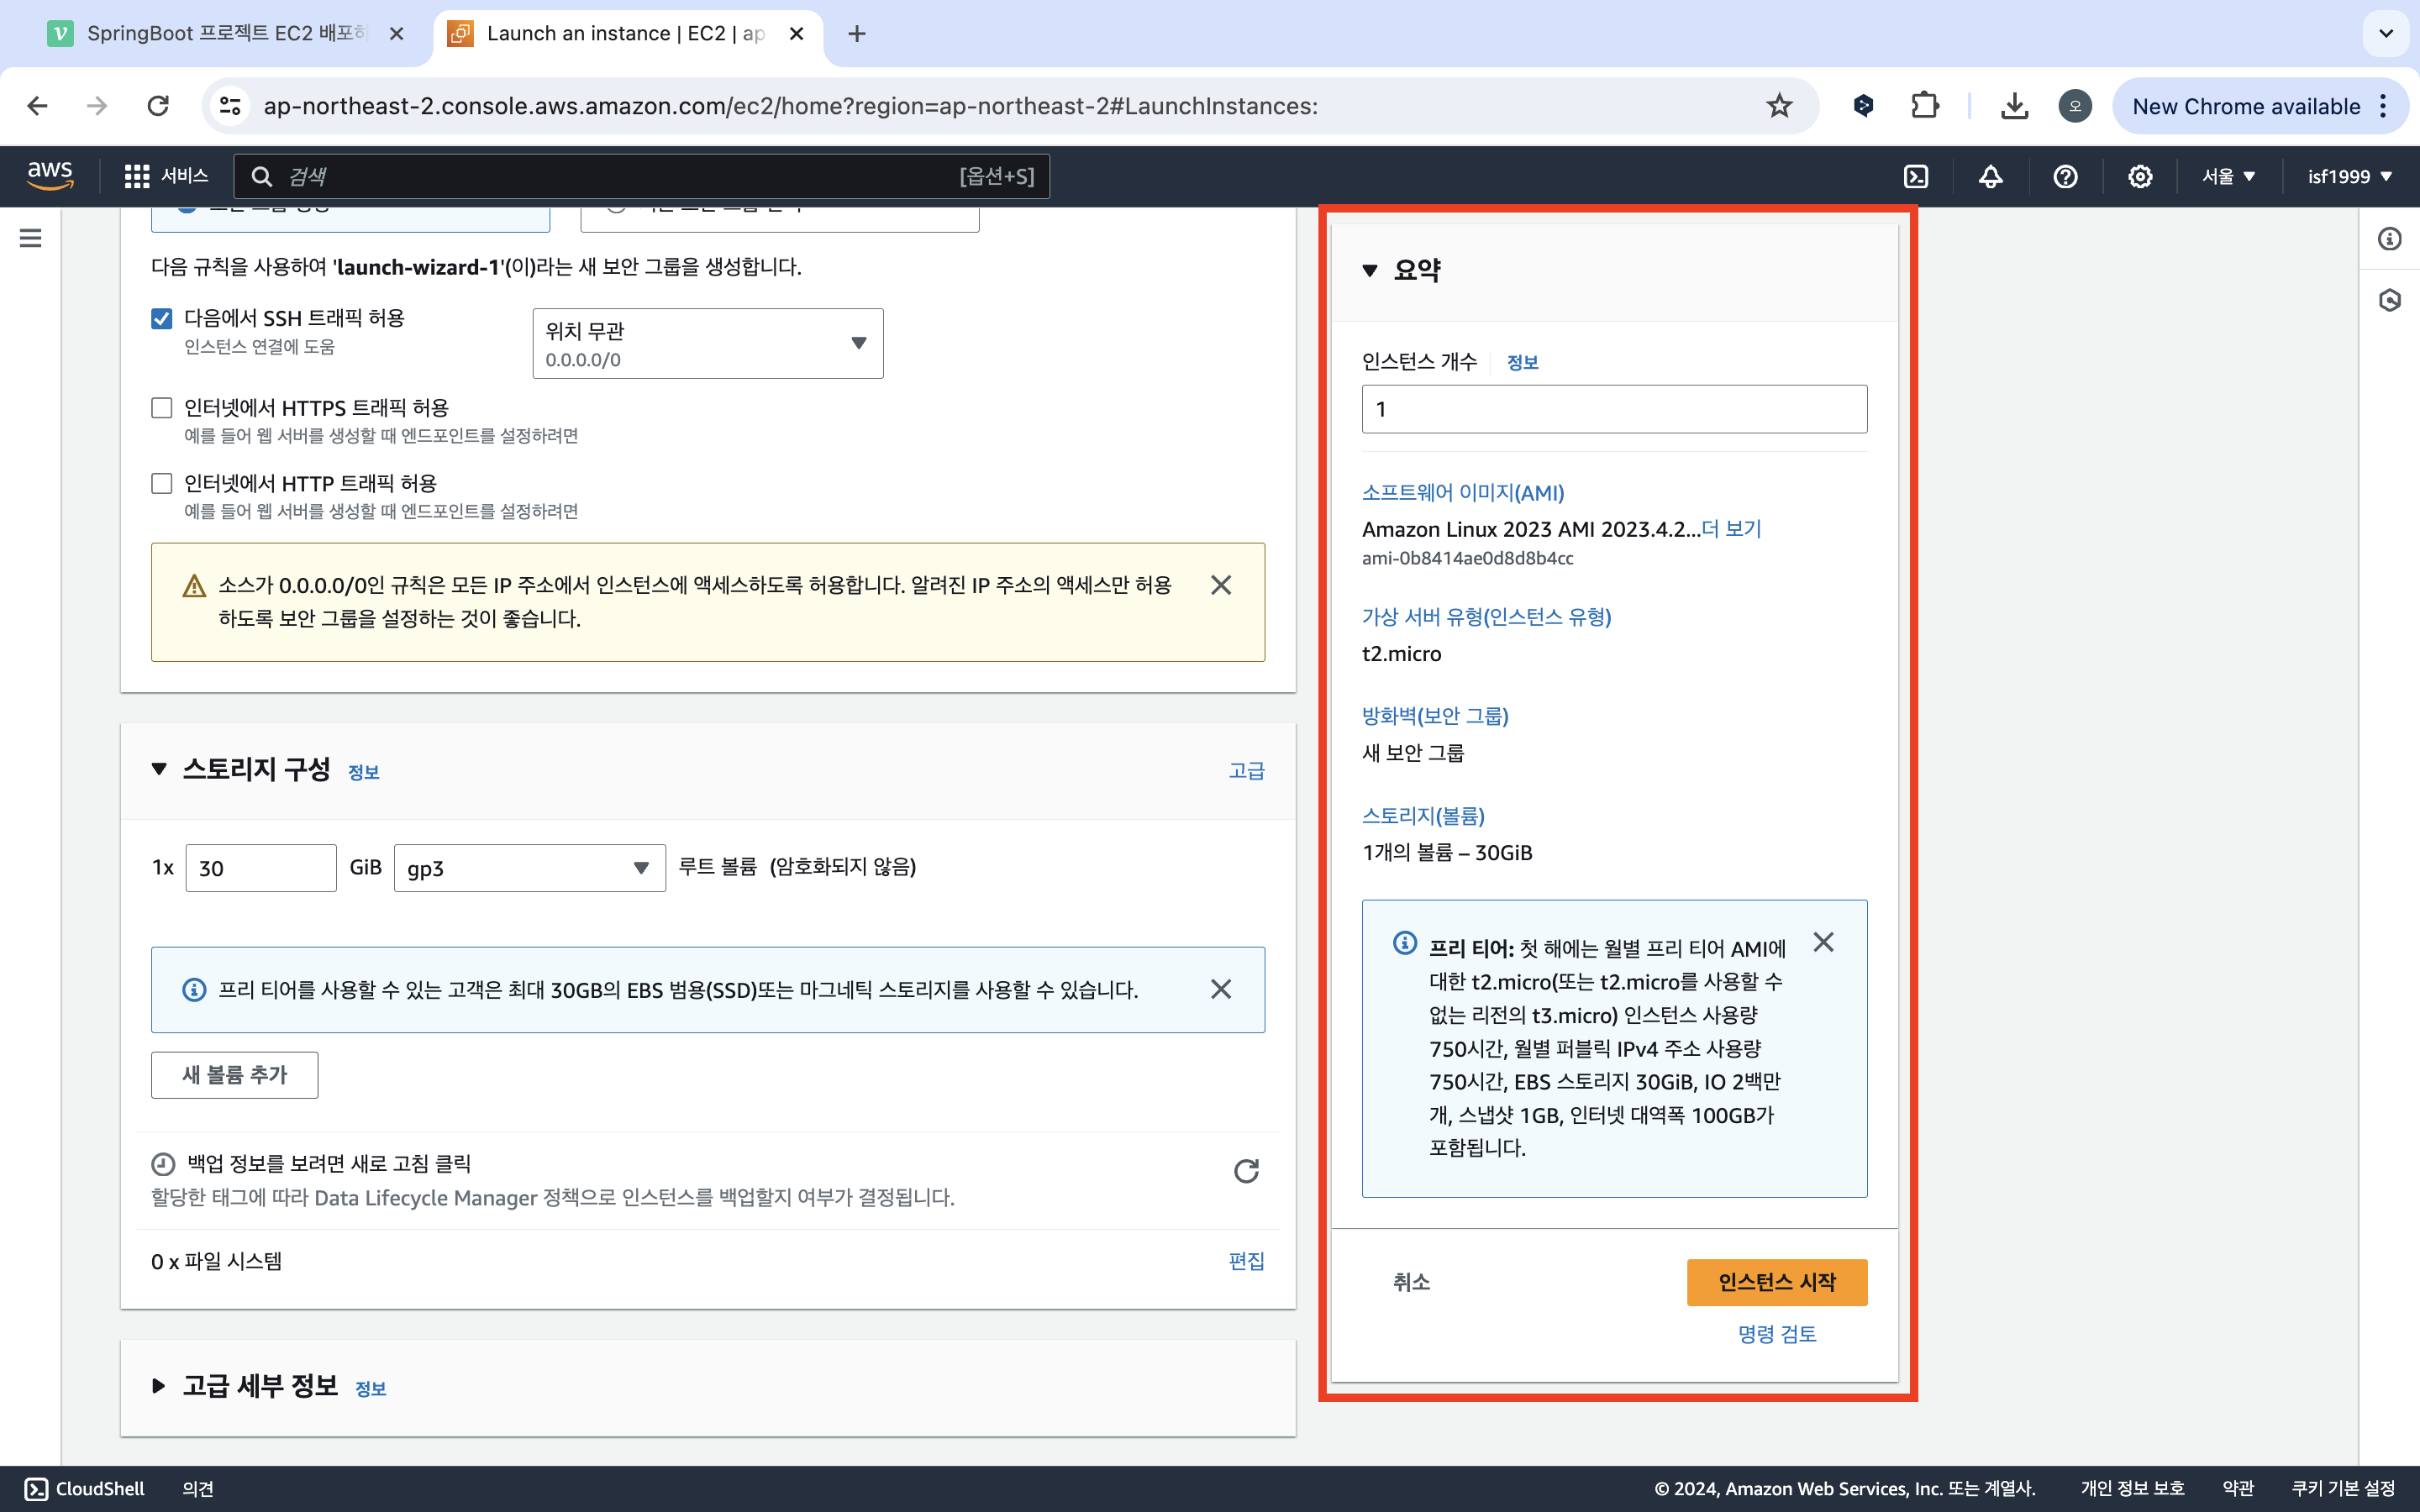 SpringBoot 프로젝트 EC2 배포하
Launch an instance | EC2 | ap
ap-northeast-2.console.aws.amazon.com/ec2/home?region=ap-northeast-2#LaunchInstances:
오
New Chrome available
aws
서비스
검색
[옵션+S]
서울
isf1999
다음 규칙을 사용하여 'launch-wizard-1'(이)라는 새 보안 그룹을 생성합니다.
다음에서 SSH 트래픽 허용
인스턴스 연결에 도움
위치 무관
0.0.0.0/0
인터넷에서 HTTPS 트래픽 허용
예를 들어 웹 서버를 생성할 때 엔드포인트를 설정하려면
인터넷에서 HTTP 트래픽 허용
예를 들어 웹 서버를 생성할 때 엔드포인트를 설정하려면
소스가 0.0.0.0/0인 규칙은 모든 IP 주소에서 인스턴스에 액세스하도록 허용합니다. 알려진 IP 주소의 액세스만 허용
하도록 보안 그룹을 설정하는 것이 좋습니다.
스토리지 구성 정보
고급
1x 30 GiB gp3 루트 볼륨 (암호화되지 않음)
프리 티어를 사용할 수 있는 고객은 최대 30GB의 EBS 범용(SSD)또는 마그네틱 스토리지를 사용할 수 있습니다.
새 볼륨 추가
백업 정보를 보려면 새로 고침 클릭
할당한 태그에 따라 Data Lifecycle Manager 정책으로 인스턴스를 백업할지 여부가 결정됩니다.
0 x 파일 시스템
편집
고급 세부 정보 정보
요약
인스턴스 개수 정보
1
소프트웨어 이미지(AMI)
Amazon Linux 2023 AMI 2023.4.2...더 보기
ami-0b8414ae0d8d8b4cc
가상 서버 유형(인스턴스 유형)
t2.micro
방화벽(보안 그룹)
새 보안 그룹
스토리지(볼륨)
1개의 볼륨 – 30GiB
프리 티어: 첫 해에는 월별 프리 티어 AMI에
대한 t2.micro(또는 t2.micro를 사용할 수
없는 리전의 t3.micro) 인스턴스 사용량
750시간, 월별 퍼블릭 IPv4 주소 사용량
750시간, EBS 스토리지 30GiB, IO 2백만
개, 스냅샷 1GB, 인터넷 대역폭 100GB가
포함됩니다.
취소
인스턴스 시작
명령 검토
CloudShell
의견
© 2024, Amazon Web Services, Inc. 또는 계열사.
개인 정보 보호
약관
쿠키 기본 설정